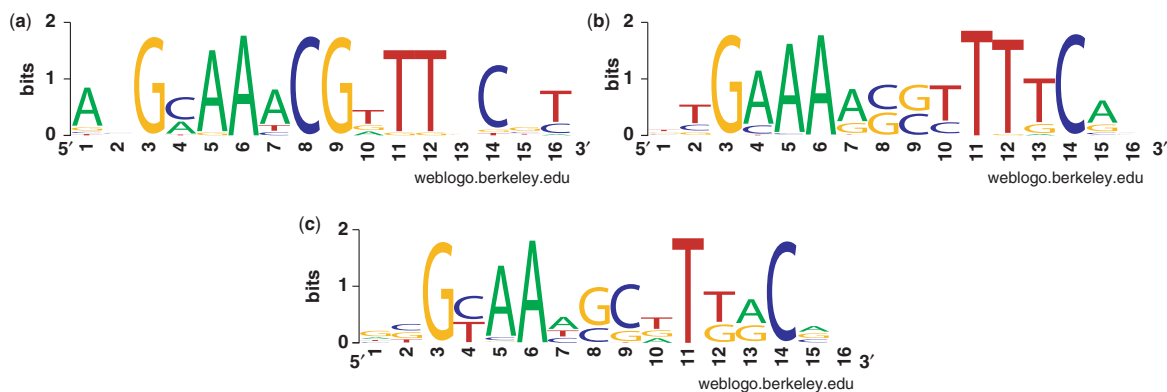 (a)
2
bits
1
A G C A A A C G T T T C T
0
5′ 1 2 3 4 5 6 7 8 9 10 11 12 13 14 15 16 3′
weblogo.berkeley.edu
(b)
2
bits
1
T G A A A A C G T T T T C A
0
5′ 1 2 3 4 5 6 7 8 9 10 11 12 13 14 15 16 3′
weblogo.berkeley.edu
(c)
2
bits
1
G C A A A G C T T T A C A
0
5′ 1 2 3 4 5 6 7 8 9 10 11 12 13 14 15 16 3′
weblogo.berkeley.edu